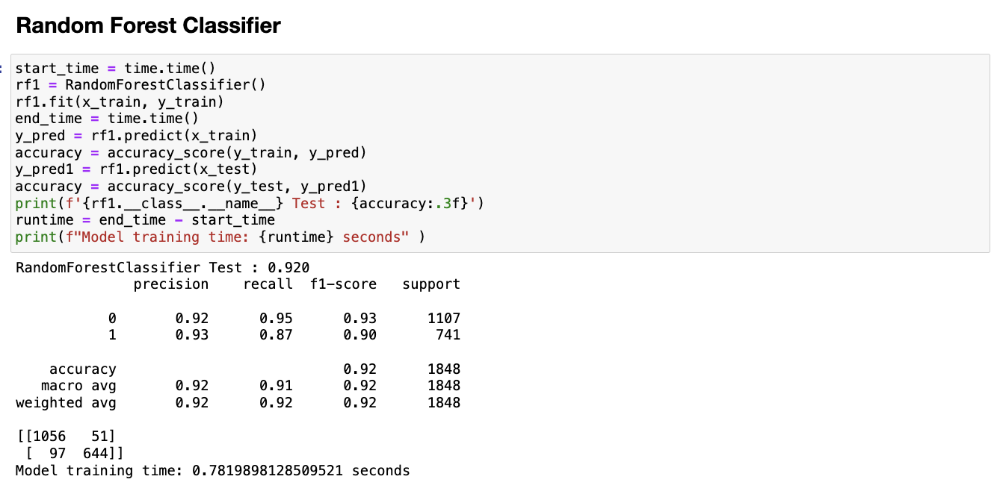 Random Forest Classifier
:
start_time = time.time()
rf1 = RandomForestClassifier()
rf1.fit(x_train, y_train)
end_time = time.time()
y_pred = rf1.predict(x_train)
accuracy = accuracy_score(y_train, y_pred)
y_pred1 = rf1.predict(x_test)
accuracy = accuracy_score(y_test, y_pred1)
print(f'{rf1.__class__.__name__} Test : {accuracy:.3f}')
runtime = end_time - start_time
print(f"Model training time: {runtime} seconds" )
RandomForestClassifier Test : 0.920
              precision    recall  f1-score   support

           0       0.92      0.95      0.93      1107
           1       0.93      0.87      0.90       741

    accuracy                           0.92      1848
   macro avg       0.92      0.91      0.92      1848
weighted avg       0.92      0.92      0.92      1848

[[1056   51]
 [  97  644]]
Model training time: 0.7819898128509521 seconds